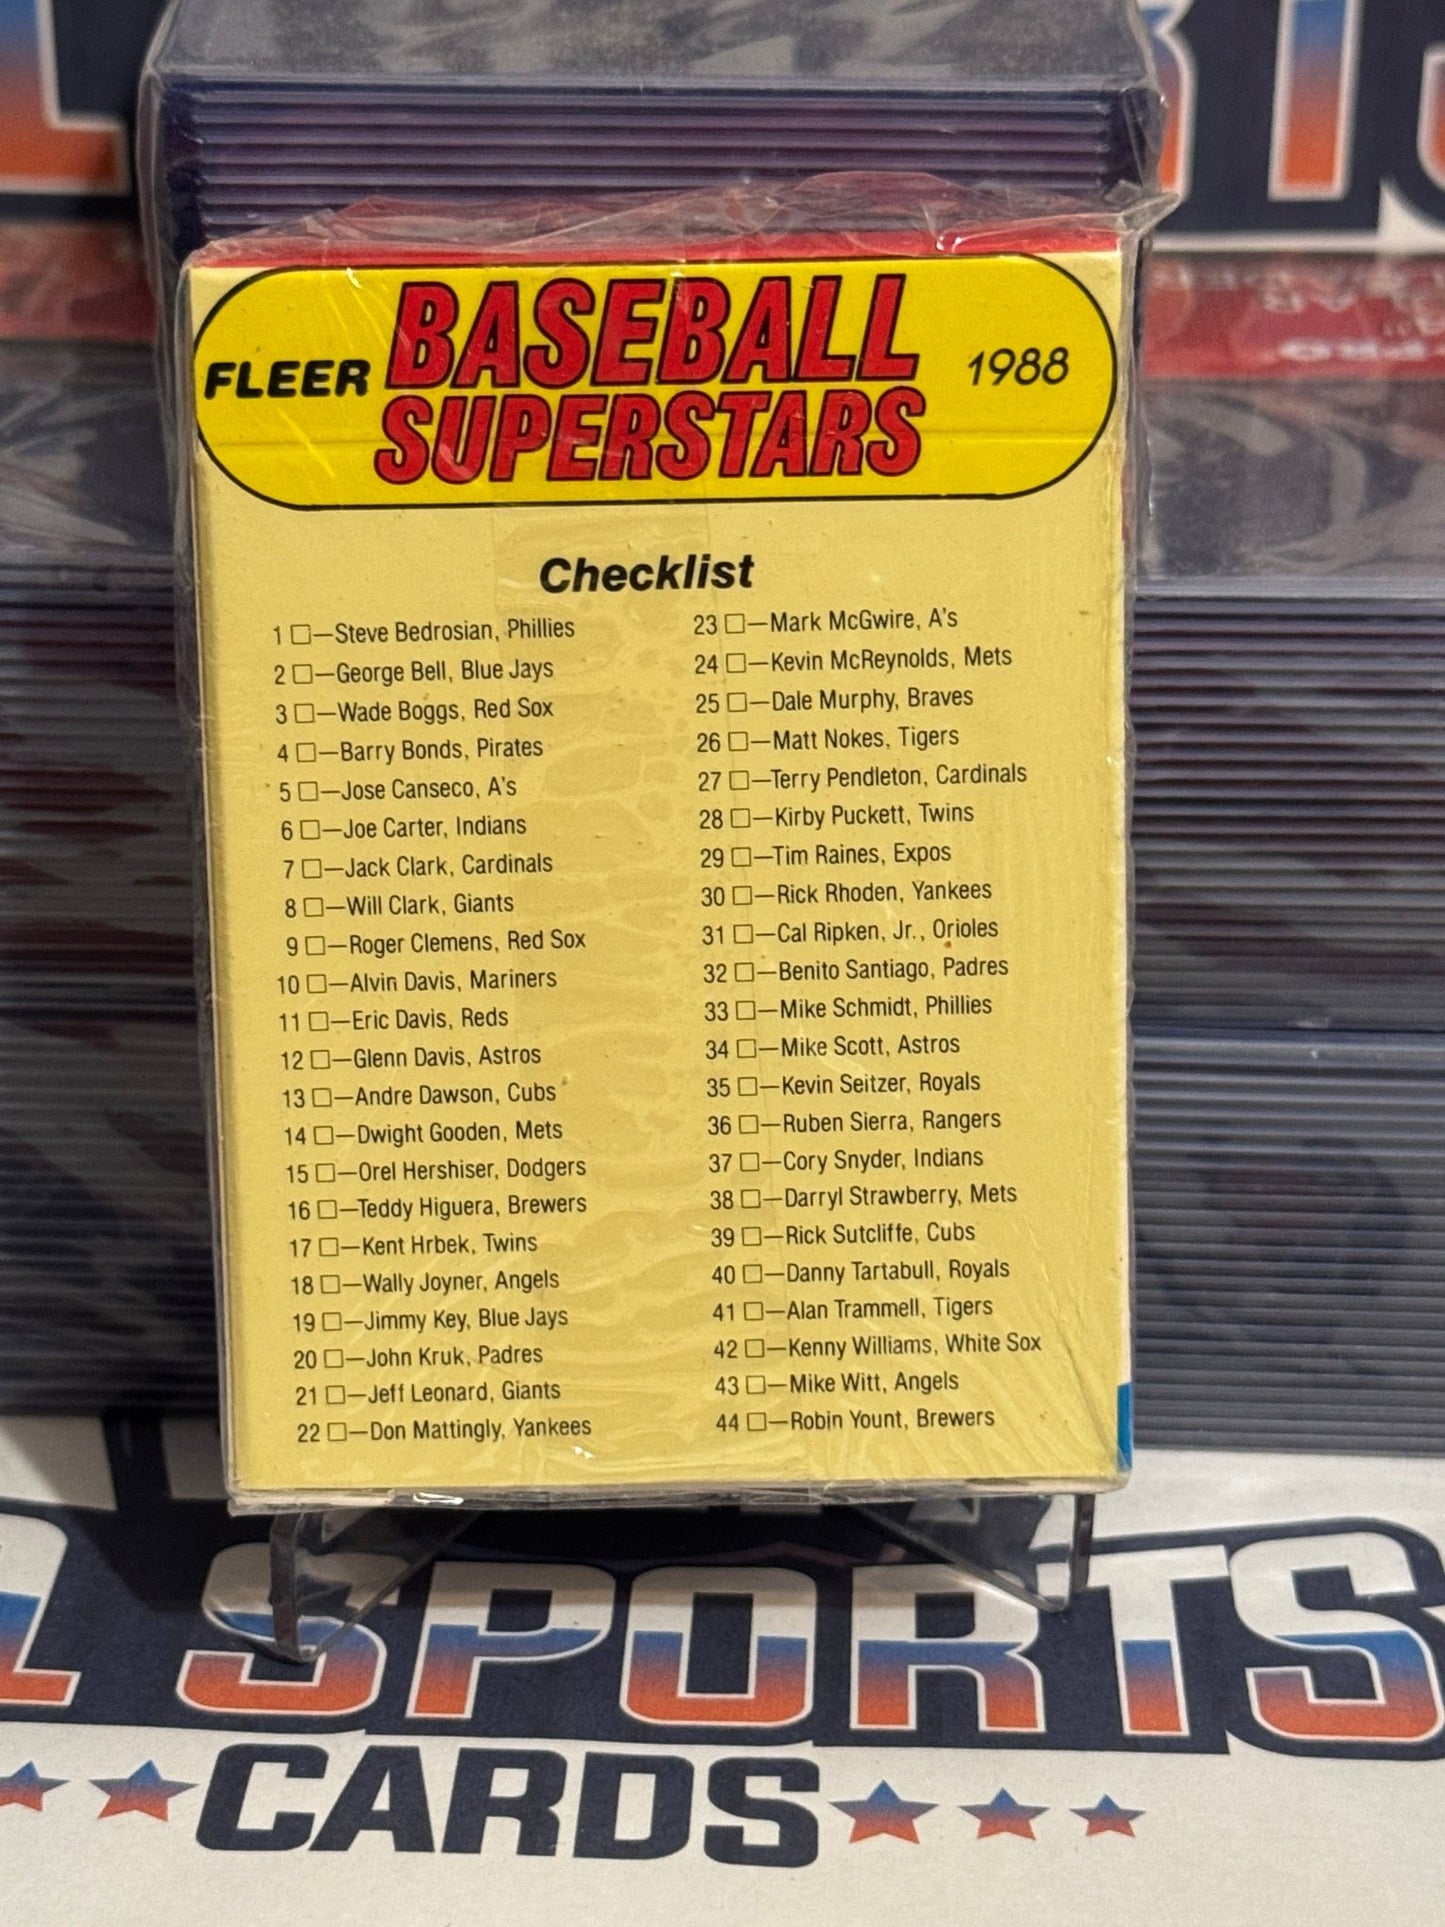 FLEER BASEBALL SUPERSTARS 1988
Checklist
1 □—Steve Bedrosian, Phillies
2 □—George Bell, Blue Jays
3 □—Wade Boggs, Red Sox
4 □—Barry Bonds, Pirates
5 □—Jose Canseco, A's
6 □—Joe Carter, Indians
7 □—Jack Clark, Cardinals
8 □—Will Clark, Giants
9 □—Roger Clemens, Red Sox
10 □—Alvin Davis, Mariners
11 □—Eric Davis, Reds
12 □—Glenn Davis, Astros
13 □—Andre Dawson, Cubs
14 □—Dwight Gooden, Mets
15 □—Orel Hershiser, Dodgers
16 □—Teddy Higuera, Brewers
17 □—Kent Hrbek, Twins
18 □—Wally Joyner, Angels
19 □—Jimmy Key, Blue Jays
20 □—John Kruk, Padres
21 □—Jeff Leonard, Giants
22 □—Don Mattingly, Yankees
23 □—Mark McGwire, A's
24 □—Kevin McReynolds, Mets
25 □—Dale Murphy, Braves
26 □—Matt Nokes, Tigers
27 □—Terry Pendleton, Cardinals
28 □—Kirby Puckett, Twins
29 □—Tim Raines, Expos
30 □—Rick Rhoden, Yankees
31 □—Cal Ripken, Jr., Orioles
32 □—Benito Santiago, Padres
33 □—Mike Schmidt, Phillies
34 □—Mike Scott, Astros
35 □—Kevin Seitzer, Royals
36 □—Ruben Sierra, Rangers
37 □—Cory Snyder, Indians
38 □—Darryl Strawberry, Mets
39 □—Rick Sutcliffe, Cubs
40 □—Danny Tartabull, Royals
41 □—Alan Trammell, Tigers
42 □—Kenny Williams, White Sox
43 □—Mike Witt, Angels
44 □—Robin Yount, Brewers
SPORTS
CARDS